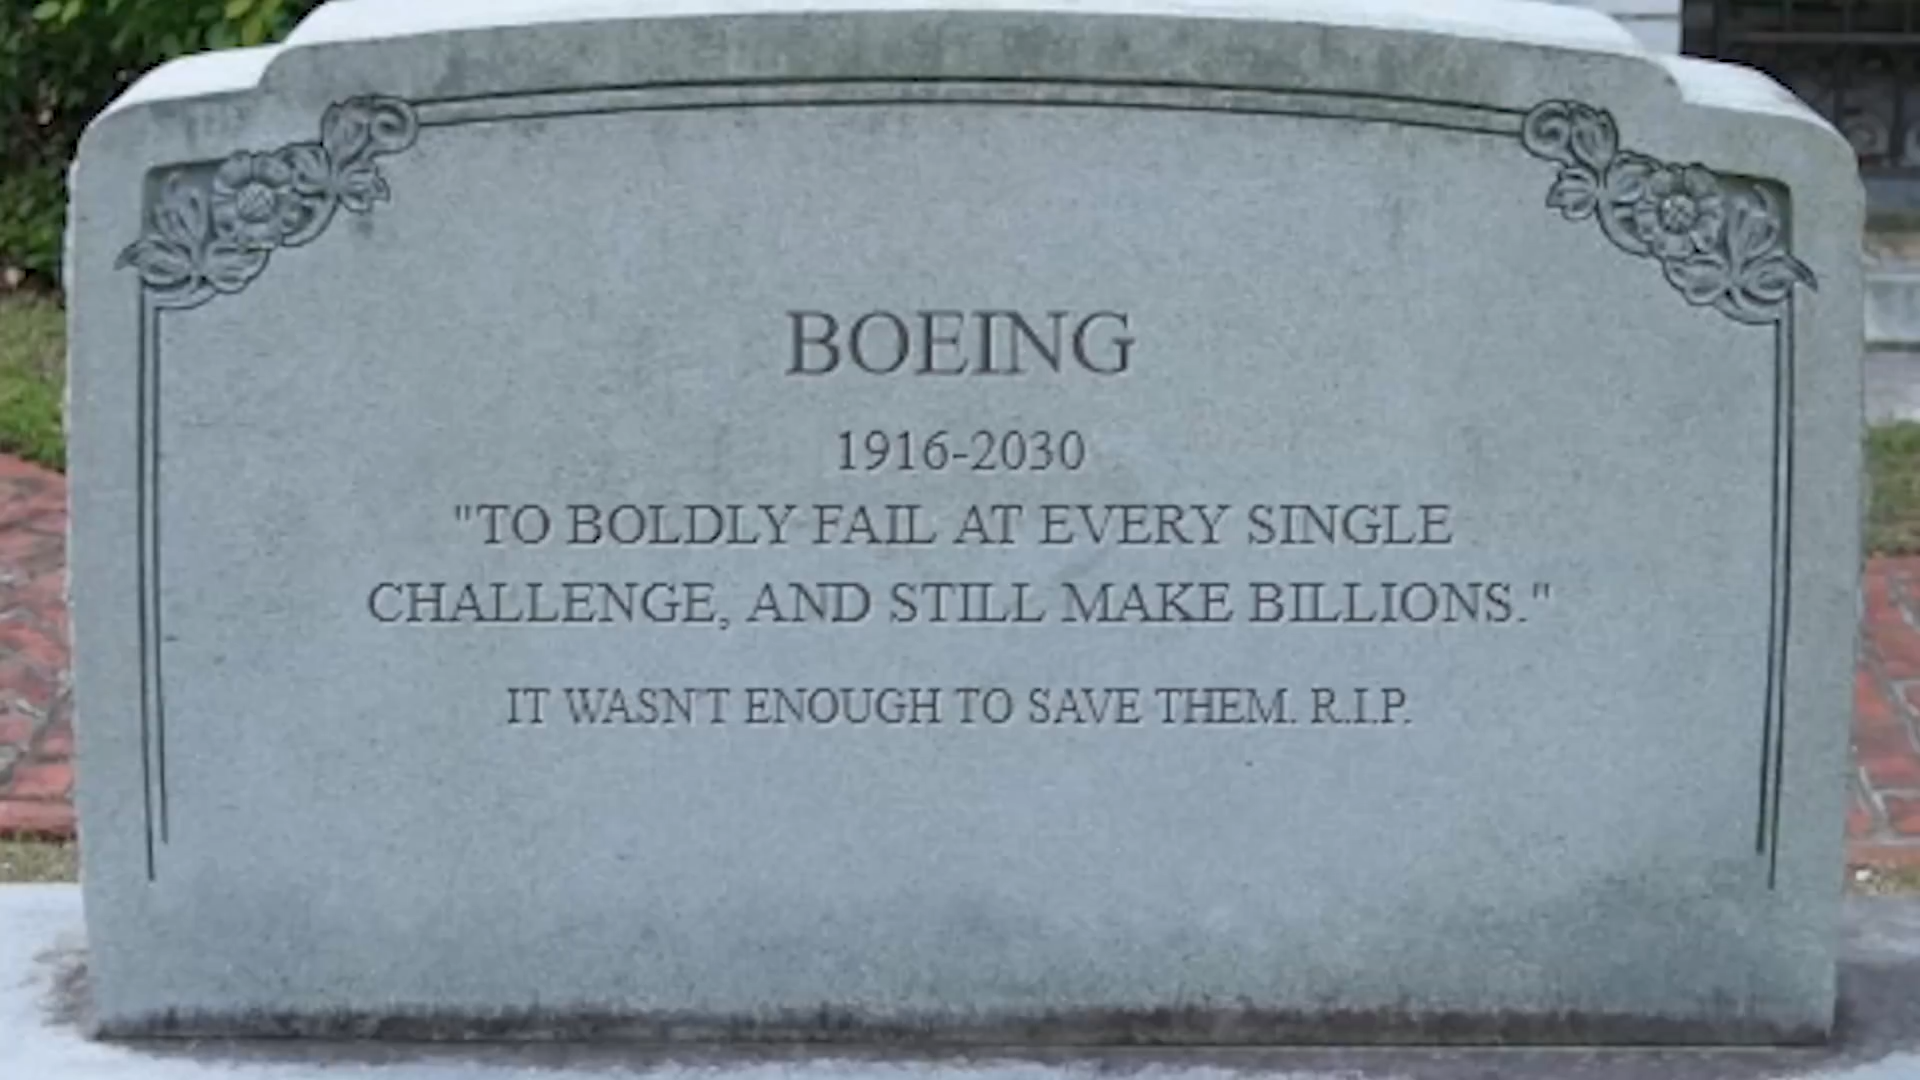 BOEING
1916-2030
"TO BOLDLY FAIL AT EVERY SINGLE
CHALLENGE, AND STILL MAKE BILLIONS."
IT WASN'T ENOUGH TO SAVE THEM. R.I.P.